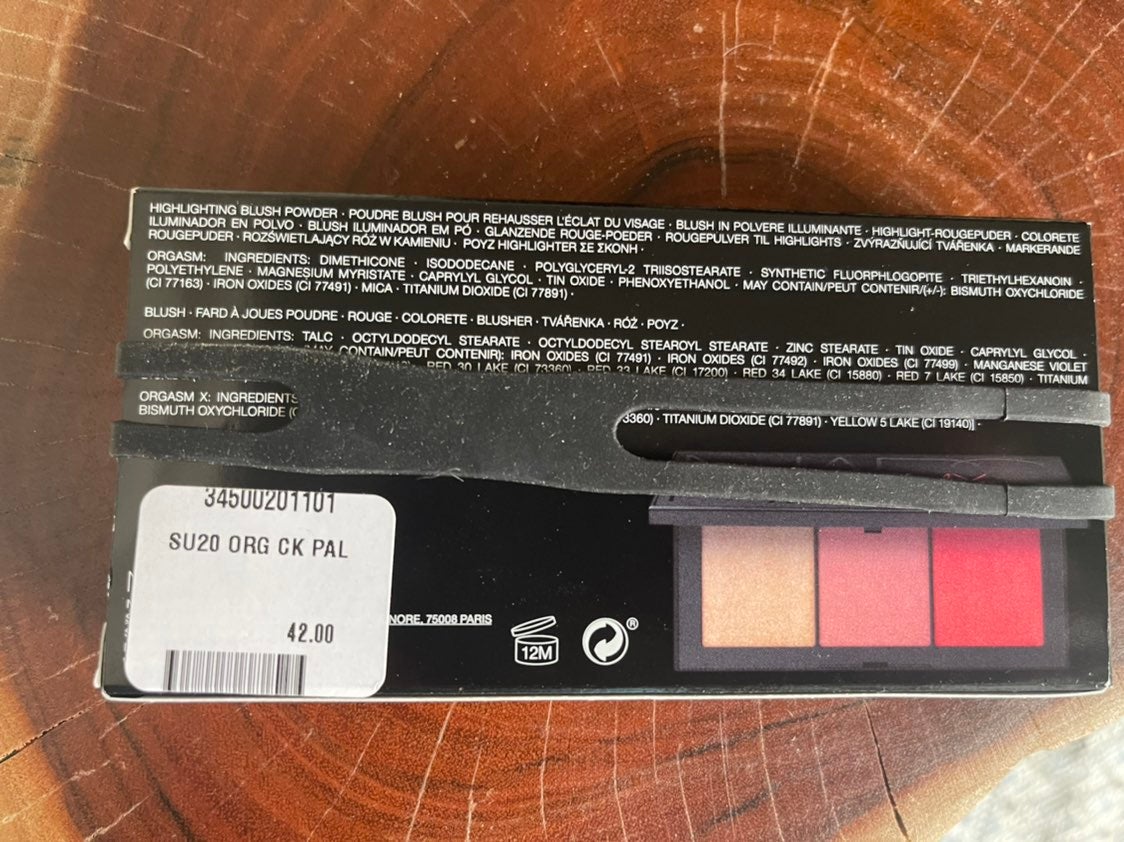 HIGHLIGHTING BLUSH POWDER · POUDRE BLUSH POUR REHAUSSER L'ÉCLAT DU VISAGE · BLUSH IN POLVERE ILLUMINANTE · HIGHLIGHT-ROUGEPUDER · COLORETE
ILUMINADOR EN POLVO · BLUSH ILUMINADOR EM PÓ · GLANZENDE ROUGE-POEDER · ROUGEPULVER TIL HIGHLIGHTS · ZVÝRAZŇUJÍCÍ TVÁŘENKA · MARKERANDE
ROUGEPUDER · ROZŚWIETLAJĄCY RÓŻ W KAMIENIU · ΡΟΥΖ HIGHLIGHTER ΣΕ ΣΚΟΝΗ ·
ORGASM: INGREDIENTS: DIMETHICONE · ISODODECANE · POLYGLYCERYL-2 TRIISOSTEARATE · SYNTHETIC FLUORPHLOGOPITE · TRIETHYLHEXANOIN ·
POLYETHYLENE · MAGNESIUM MYRISTATE · CAPRYLYL GLYCOL · TIN OXIDE · PHENOXYETHANOL · MAY CONTAIN/PEUT CONTENIR/(+/-): BISMUTH OXYCHLORIDE
(CI 77163) · IRON OXIDES (CI 77491) · MICA · TITANIUM DIOXIDE (CI 77891) ·
BLUSH · FARD À JOUES POUDRE · ROUGE · COLORETE · BLUSHER · TVÁŘENKA · RÓŻ · ΡΟΥΖ ·
ORGASM: INGREDIENTS: TALC · OCTYLDODECYL STEARATE · OCTYLDODECYL STEAROYL STEARATE · ZINC STEARATE · TIN OXIDE · CAPRYLYL GLYCOL ·
CONTAIN/PEUT CONTENIR): IRON OXIDES (CI 77491) · IRON OXIDES (CI 77492) · IRON OXIDES (CI 77499) · MANGANESE VIOLET
RED 30 LAKE (CI 73360) · RED 33 LAKE (CI 17200) · RED 34 LAKE (CI 15880) · RED 7 LAKE (CI 15850) · TITANIUM
ORGASM X: INGREDIENTS
BISMUTH OXYCHLORIDE (C
3360) · TITANIUM DIOXIDE (CI 77891) · YELLOW 5 LAKE (CI 19140)] ·
34500201101
SU20 ORG CK PAL
42.00
NORE, 75008 PARIS
12M
®